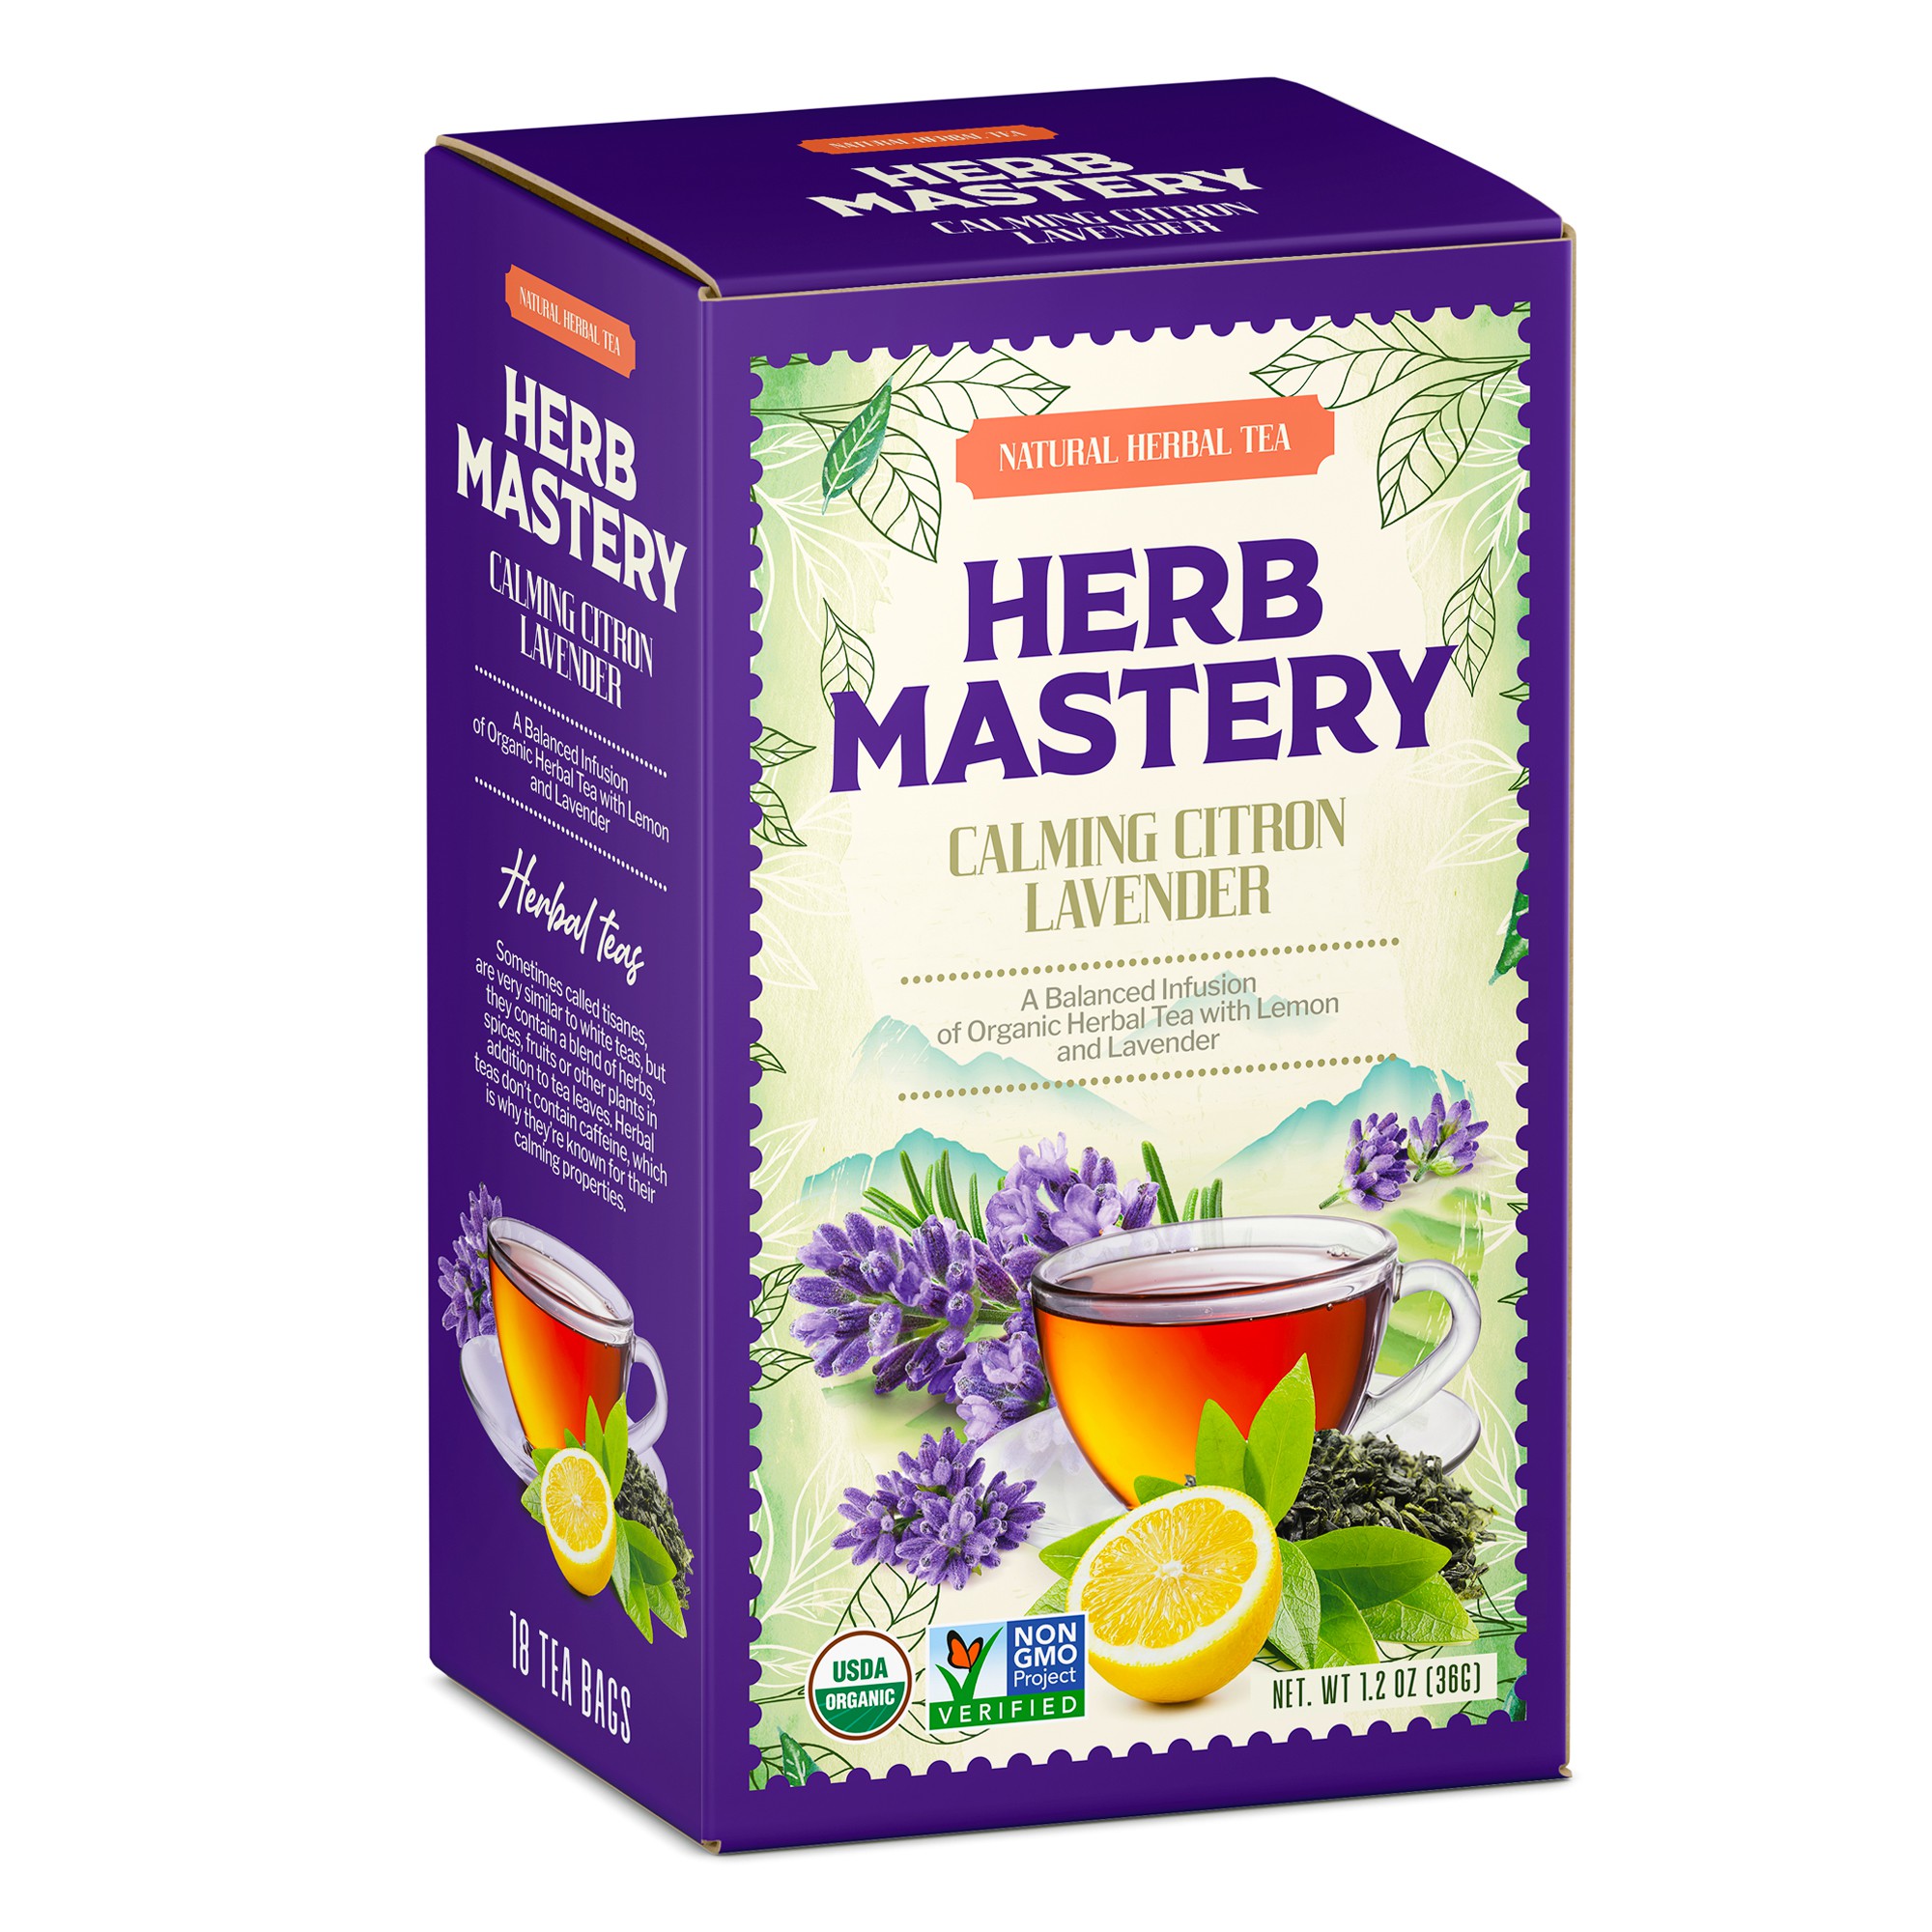 NATURAL HERBAL TEA
HERB
MASTERY
CALMING CITRON
LAVENDER
NATURAL HERBAL TEA
HERB
MASTERY
CALMING CITRON
LAVENDER
A Balanced Infusion
of Organic Herbal Tea with Lemon
and Lavender
Herbal teas
Sometimes called tisanes,
are very similar to white teas, but
they contain a blend of herbs,
spices, fruits or other plants in
addition to tea leaves. Herbal
teas don't contain caffeine, which
is why they're known for their
calming properties.
18 TEA BAGS
NATURAL HERBAL TEA
HERB
MASTERY
CALMING CITRON
LAVENDER
A Balanced Infusion
of Organic Herbal Tea with Lemon
and Lavender
USDA
ORGANIC
NON
GMO
Project
VERIFIED
NET. WT 1.2 OZ (36G)